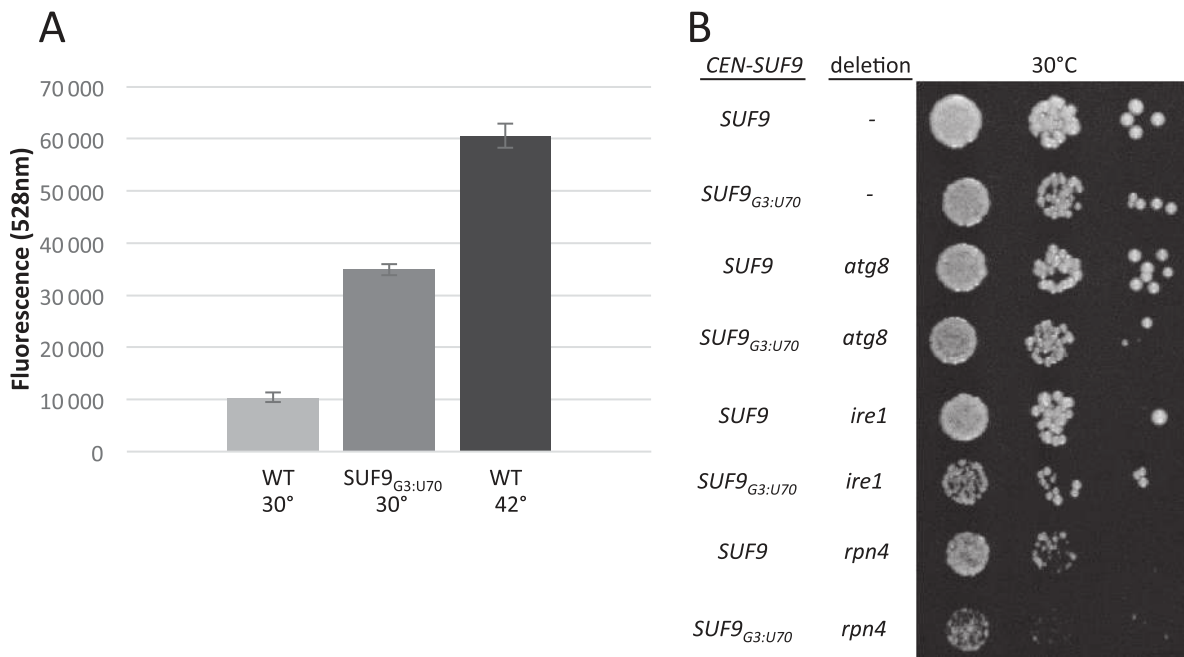 A
Fluorescence (528nm)
70 000
60 000
50 000
40 000
30 000
20 000
10 000
0
WT
30°
SUF9G3:U70
30°
WT
42°
B
CEN-SUF9 deletion 30°C
SUF9 -
SUF9G3:U70 -
SUF9 atg8
SUF9G3:U70 atg8
SUF9 ire1
SUF9G3:U70 ire1
SUF9 rpn4
SUF9G3:U70 rpn4